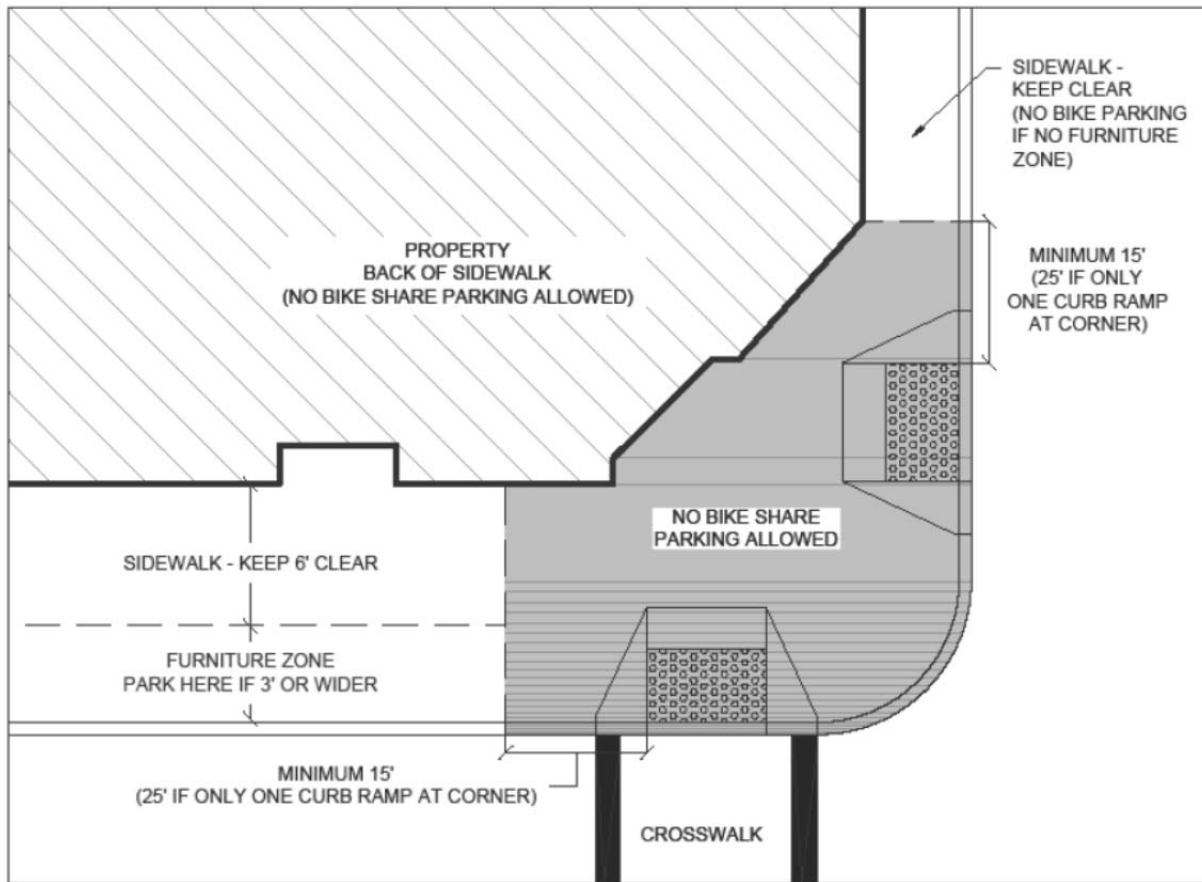 SIDEWALK -
KEEP CLEAR
(NO BIKE PARKING
IF NO FURNITURE
ZONE)
PROPERTY
BACK OF SIDEWALK
(NO BIKE SHARE PARKING ALLOWED)
MINIMUM 15'
(25' IF ONLY
ONE CURB RAMP
AT CORNER)
NO BIKE SHARE
PARKING ALLOWED
SIDEWALK - KEEP 6' CLEAR
FURNITURE ZONE
PARK HERE IF 3' OR WIDER
MINIMUM 15'
(25' IF ONLY ONE CURB RAMP AT CORNER)
CROSSWALK